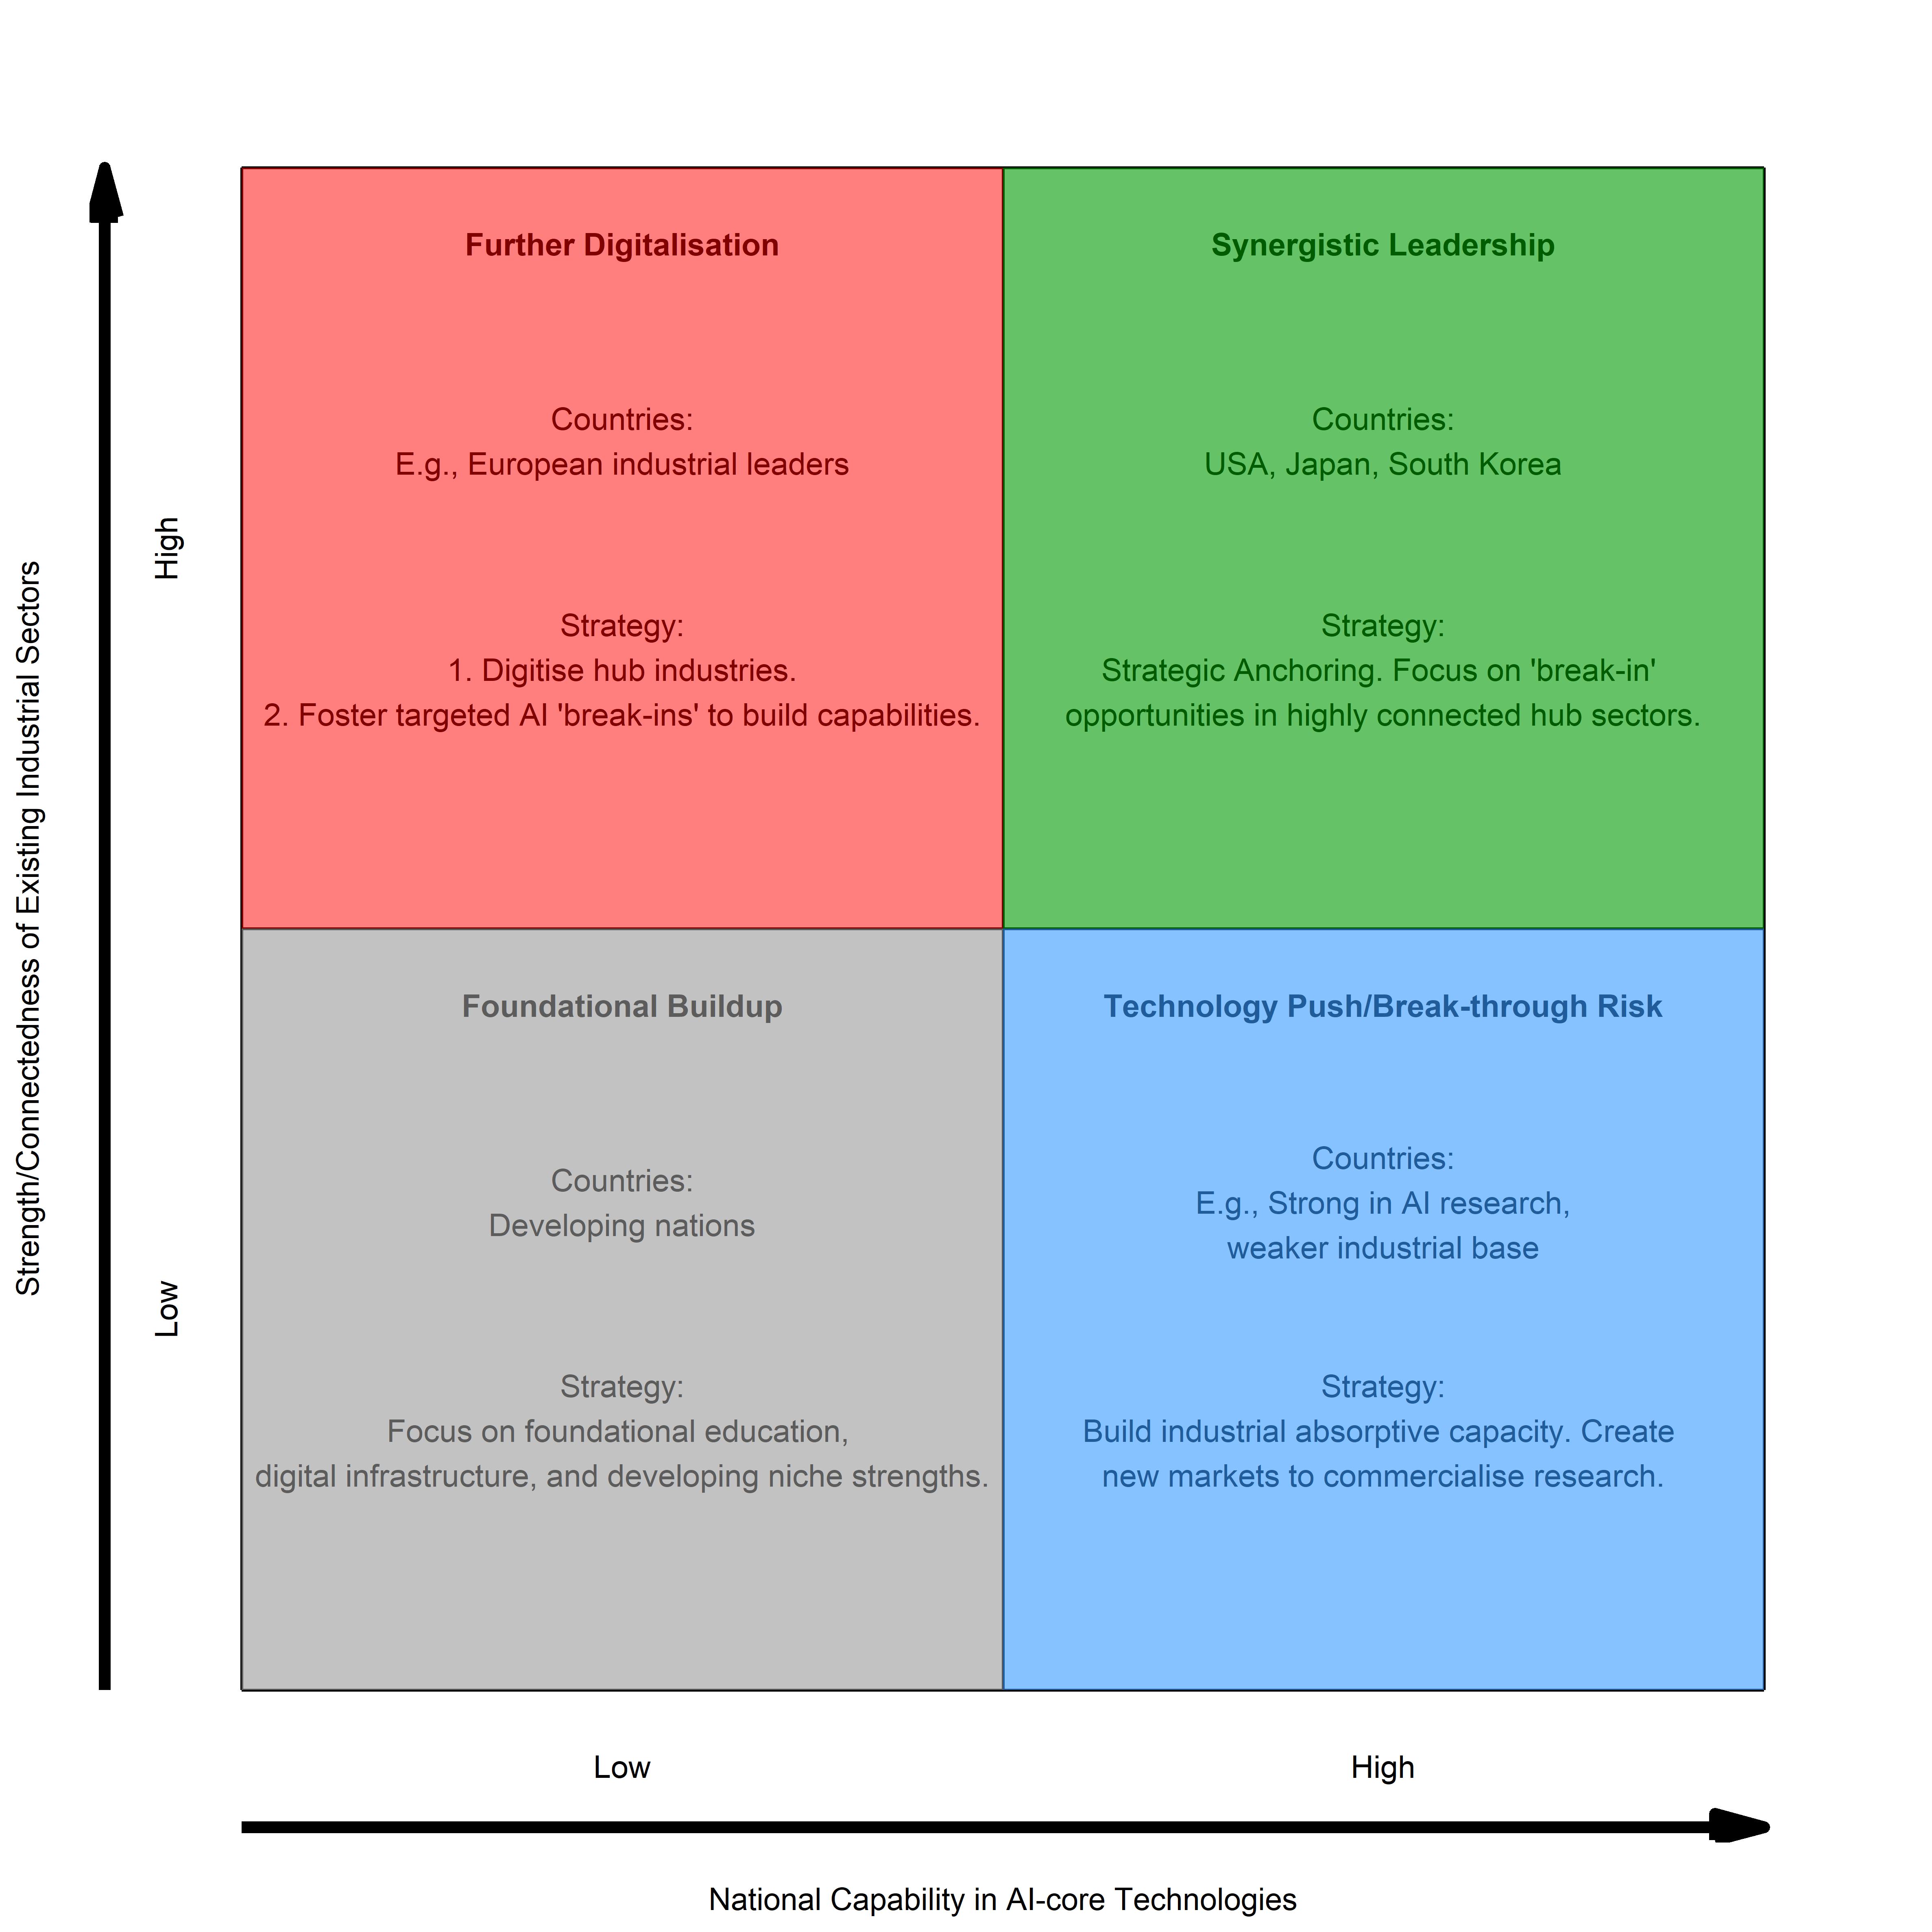 Strength/Connectedness of Existing Industrial Sectors
High
Low
Further Digitalisation
Countries:
E.g., European industrial leaders
Strategy:
1. Digitise hub industries.
2. Foster targeted AI 'break-ins' to build capabilities.
Synergistic Leadership
Countries:
USA, Japan, South Korea
Strategy:
Strategic Anchoring. Focus on 'break-in'
opportunities in highly connected hub sectors.
Foundational Buildup
Countries:
Developing nations
Strategy:
Focus on foundational education,
digital infrastructure, and developing niche strengths.
Technology Push/Break-through Risk
Countries:
E.g., Strong in AI research,
weaker industrial base
Strategy:
Build industrial absorptive capacity. Create
new markets to commercialise research.
Low
High
National Capability in AI-core Technologies